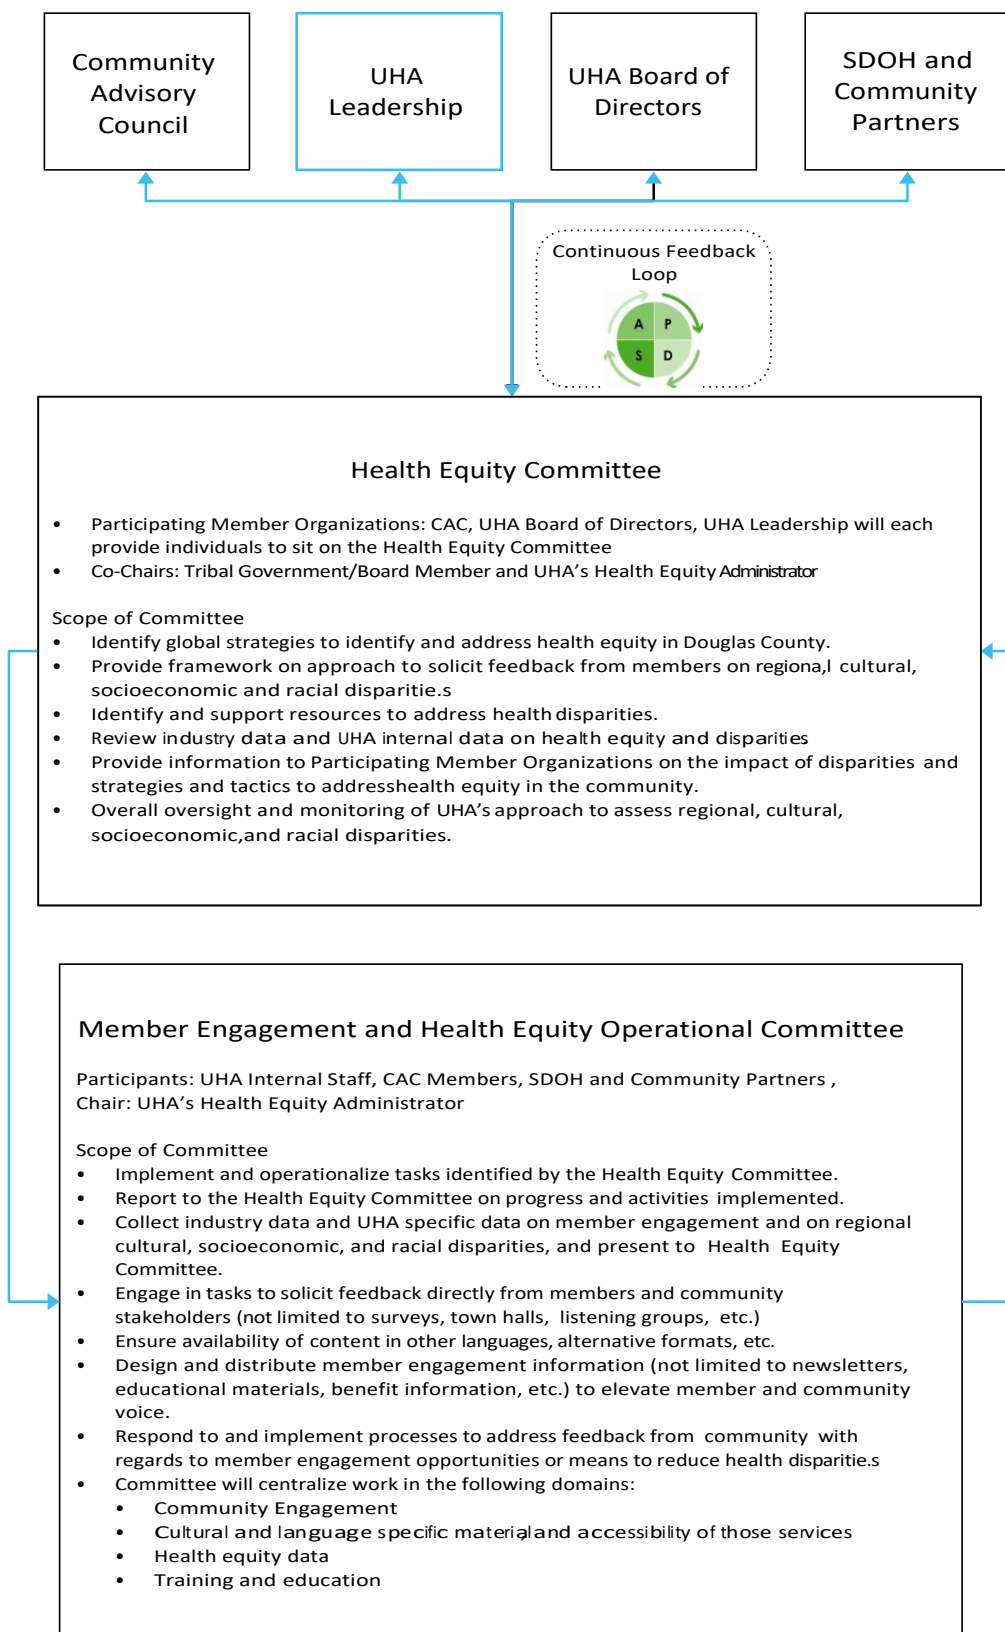 Community
Advisory
Council
UHA
Leadership
UHA Board of
Directors
SDOH and
Community
Partners
Continuous Feedback
Loop
A P
S D
Health Equity Committee
• Participating Member Organizations: CAC, UHA Board of Directors, UHA Leadership will each
provide individuals to sit on the Health Equity Committee
• Co-Chairs: Tribal Government/Board Member and UHA’s Health Equity Administrator
Scope of Committee
• Identify global strategies to identify and address health equity in Douglas County.
• Provide framework on approach to solicit feedback from members on regiona,l cultural,
socioeconomic and racial disparitie.s
• Identify and support resources to address health disparities.
• Review industry data and UHA internal data on health equity and disparities
• Provide information to Participating Member Organizations on the impact of disparities and
strategies and tactics to addresshealth equity in the community.
• Overall oversight and monitoring of UHA’s approach to assess regional, cultural,
socioeconomic,and racial disparities.
Member Engagement and Health Equity Operational Committee
Participants: UHA Internal Staff, CAC Members, SDOH and Community Partners ,
Chair: UHA’s Health Equity Administrator
Scope of Committee
• Implement and operationalize tasks identified by the Health Equity Committee.
• Report to the Health Equity Committee on progress and activities implemented.
• Collect industry data and UHA specific data on member engagement and on regional
cultural, socioeconomic, and racial disparities, and present to Health Equity
Committee.
• Engage in tasks to solicit feedback directly from members and community
stakeholders (not limited to surveys, town halls, listening groups, etc.)
• Ensure availability of content in other languages, alternative formats, etc.
• Design and distribute member engagement information (not limited to newsletters,
educational materials, benefit information, etc.) to elevate member and community
voice.
• Respond to and implement processes to address feedback from community with
regards to member engagement opportunities or means to reduce health disparitie.s
• Committee will centralize work in the following domains:
• Community Engagement
• Cultural and language specific material,and accessibility of those services
• Health equity data
• Training and education